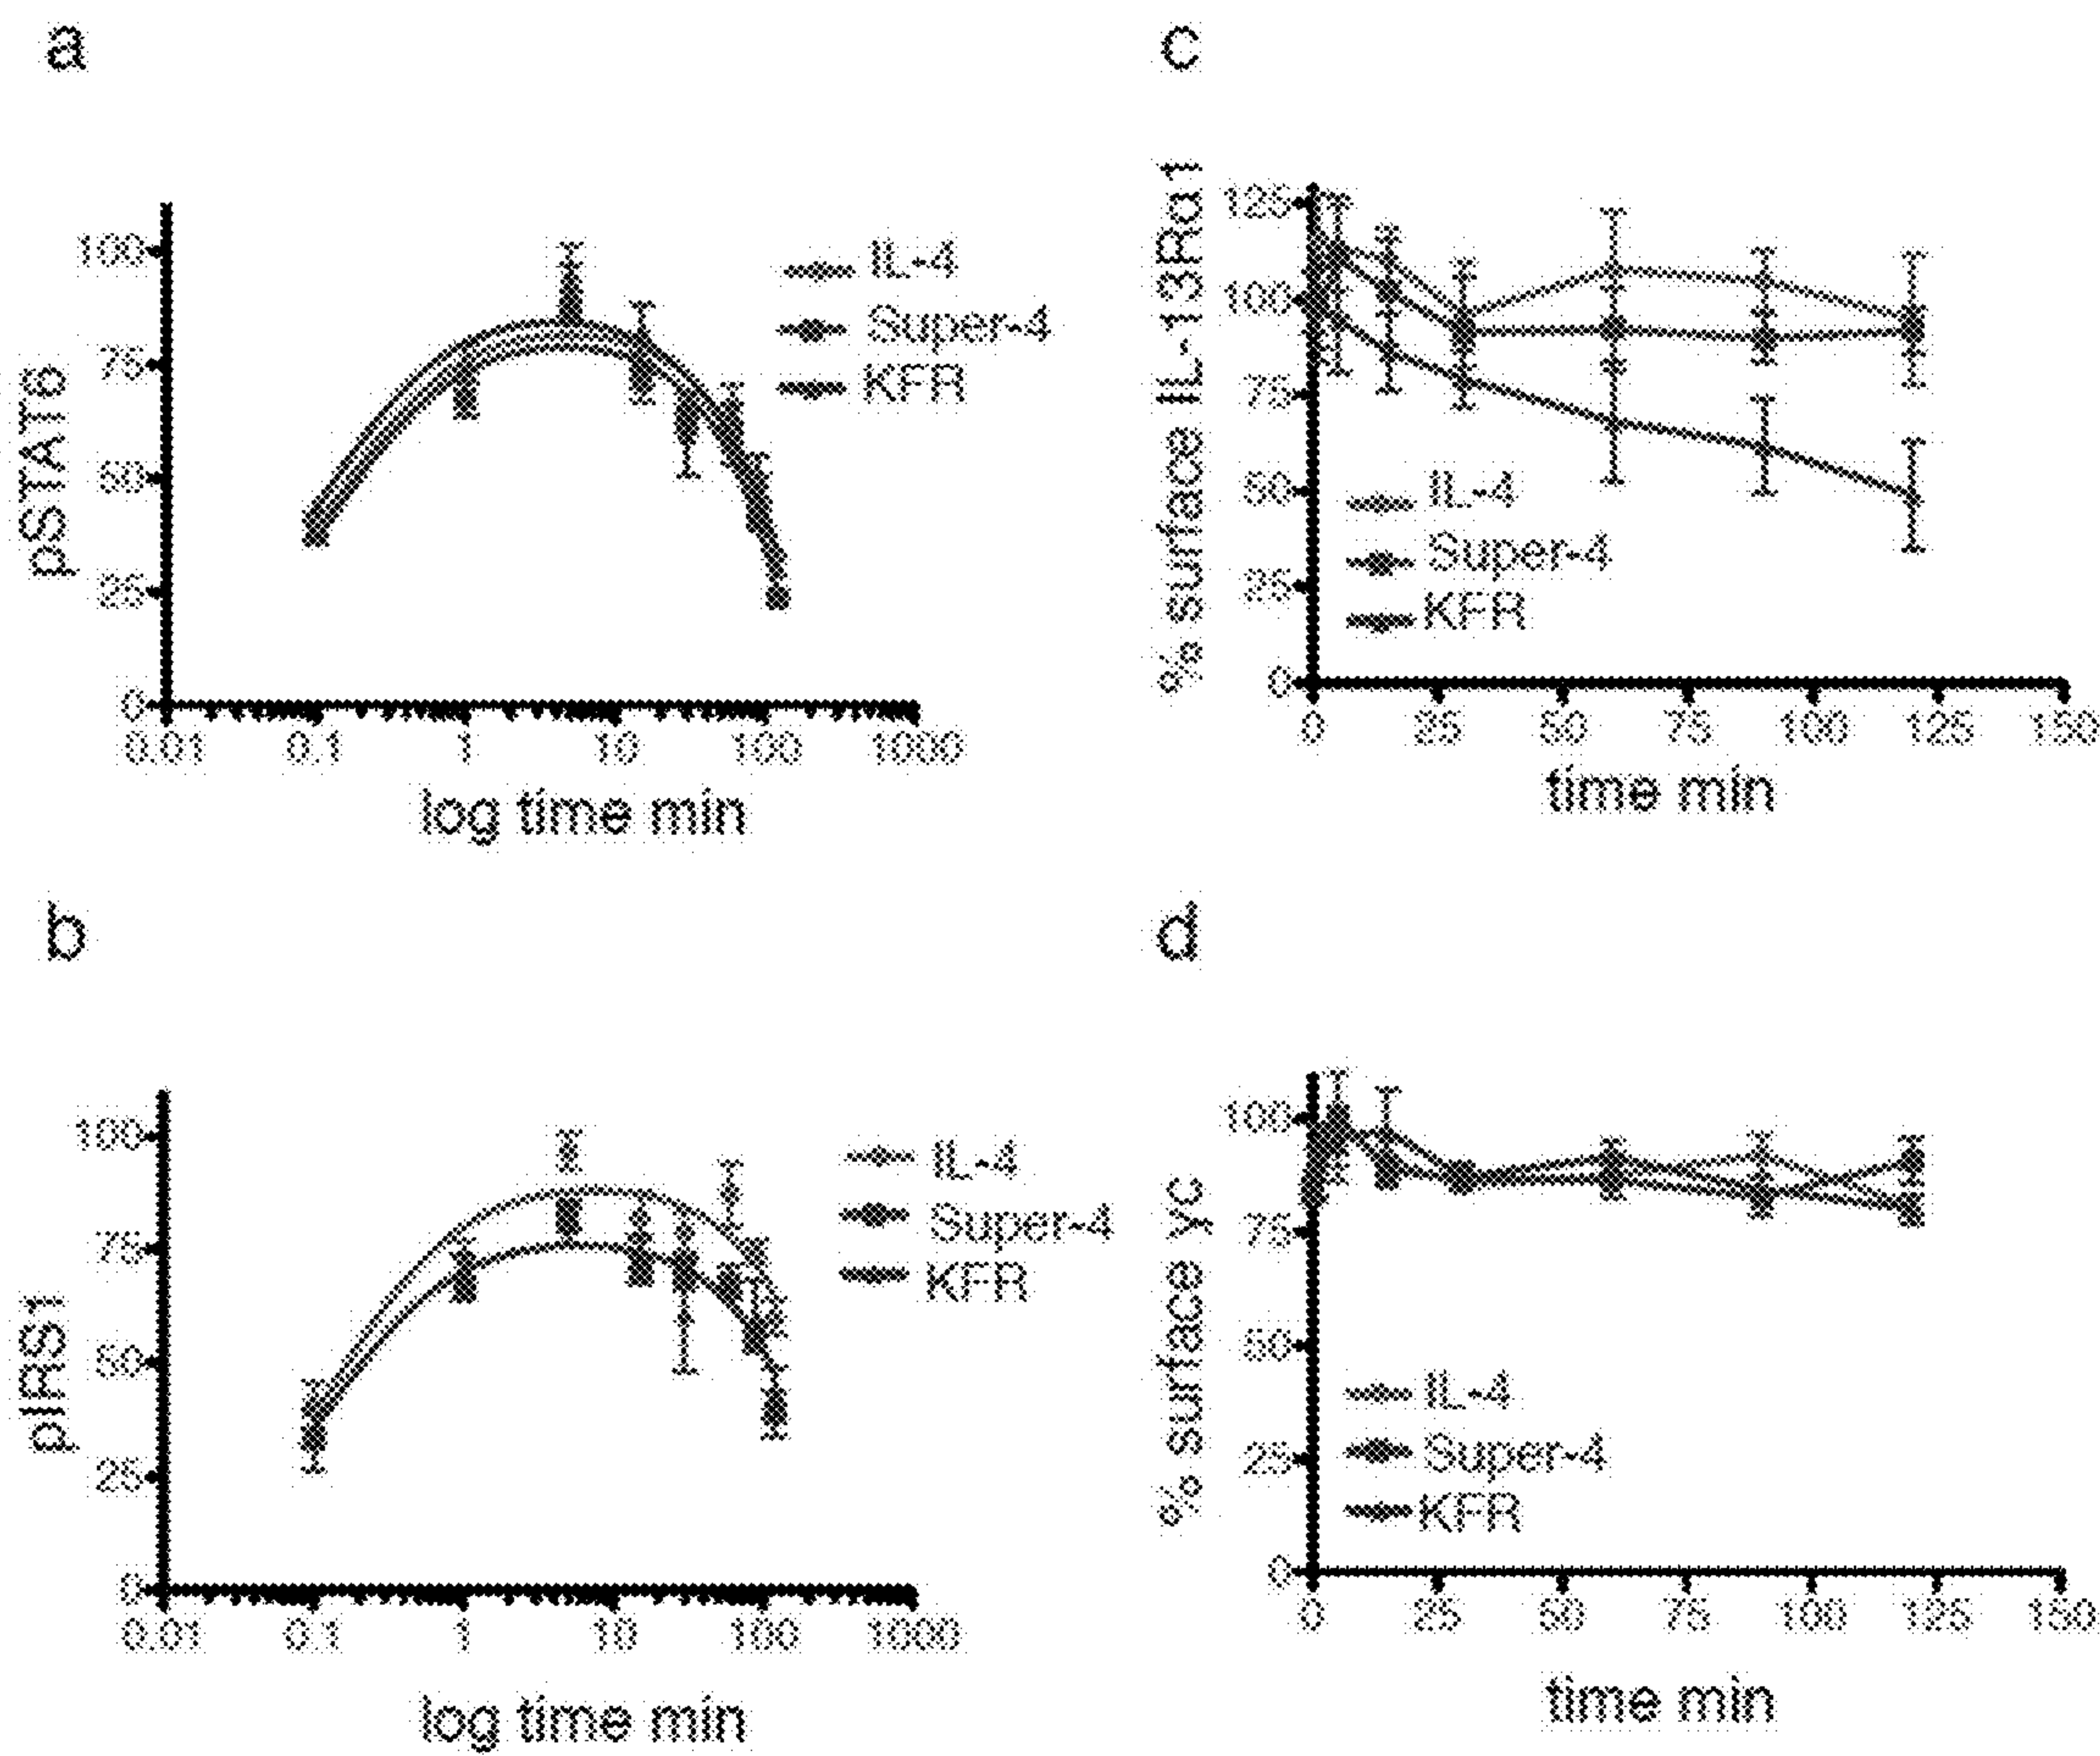 a
pSTAT6
100
75
50
25
0
0.01 0.1 1 10 100 1000
log time min
IL-4
Super-4
KFR
c
% surface IL-13Rα1
125
100
75
50
25
0
0 25 50 75 100 125 150
time min
IL-4
Super-4
KFR
b
pIRS1
100
75
50
25
0
0.01 0.1 1 10 100 1000
log time min
IL-4
Super-4
KFR
d
% surface γc
100
75
50
25
0
0 25 50 75 100 125 150
time min
IL-4
Super-4
KFR